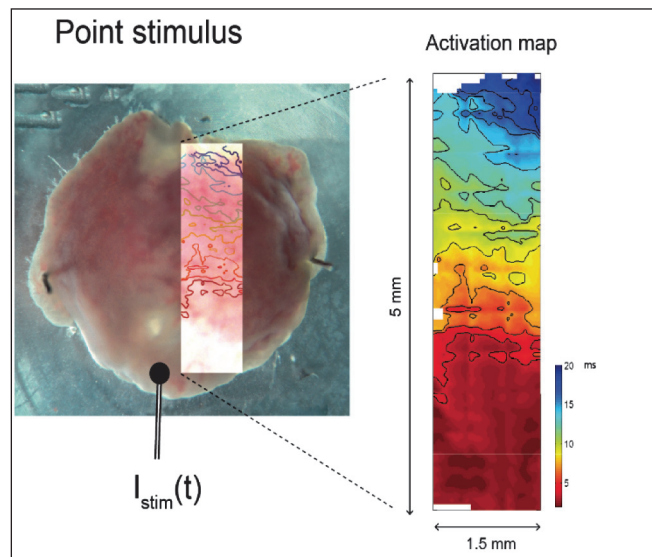 Point stimulus
Activation map
5 mm
20 ms
15
10
5
I_stim(t)
1.5 mm